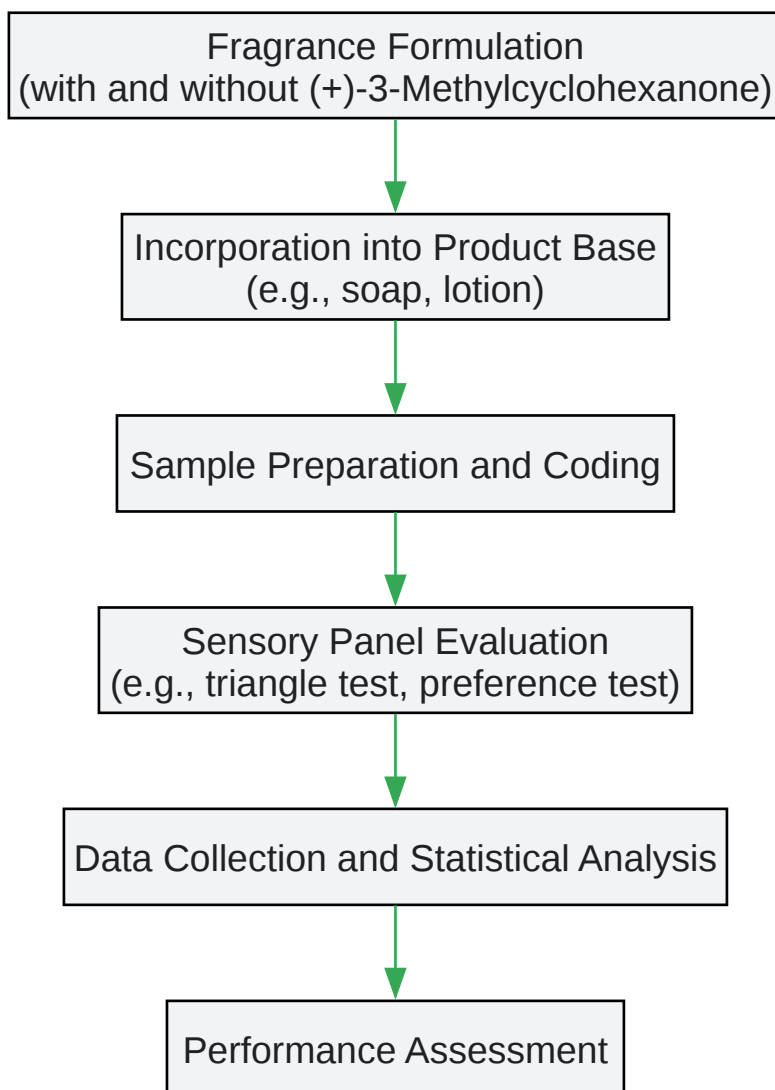 Fragrance Formulation
(with and without (+)-3-Methylcyclohexanone)
Incorporation into Product Base
(e.g., soap, lotion)
Sample Preparation and Coding
Sensory Panel Evaluation
(e.g., triangle test, preference test)
Data Collection and Statistical Analysis
Performance Assessment